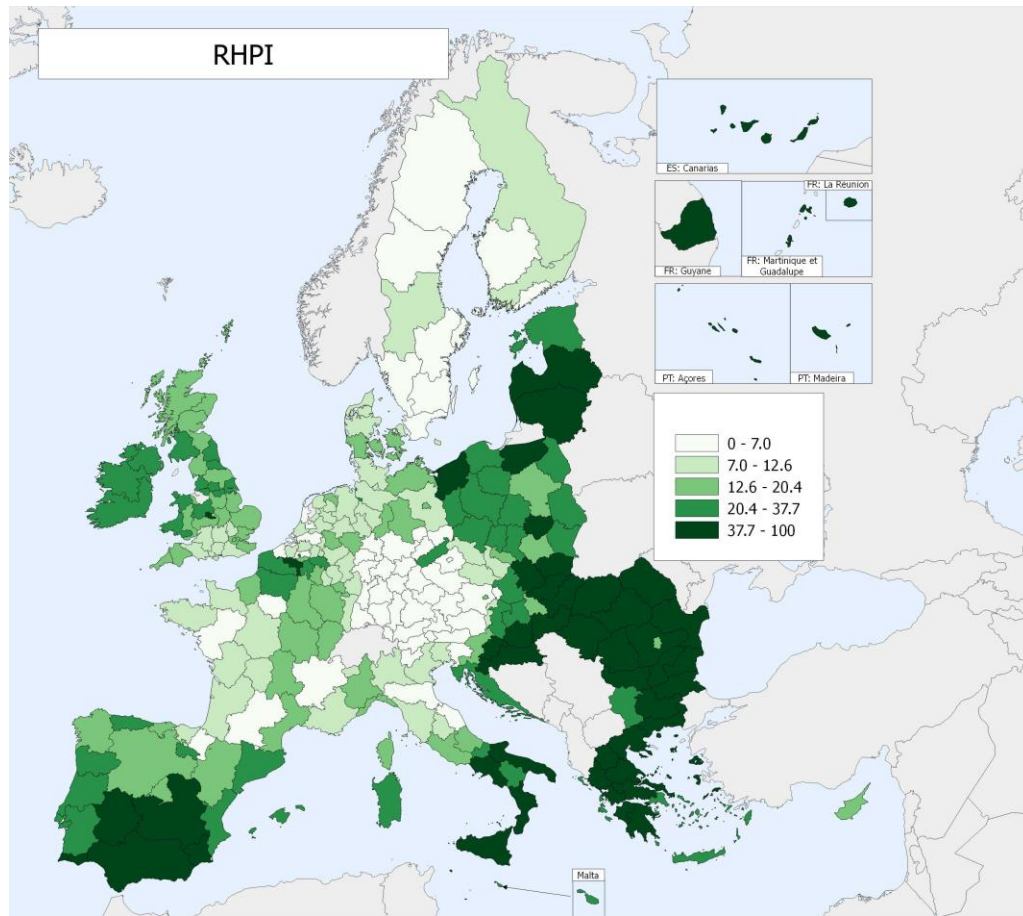 RHPI
ES: Canarias
FR: La Réunion
FR: Guyane
FR: Martinique et
Guadalupe
PT: Açores
PT: Madeira
0 - 7.0
7.0 - 12.6
12.6 - 20.4
20.4 - 37.7
37.7 - 100
Malta